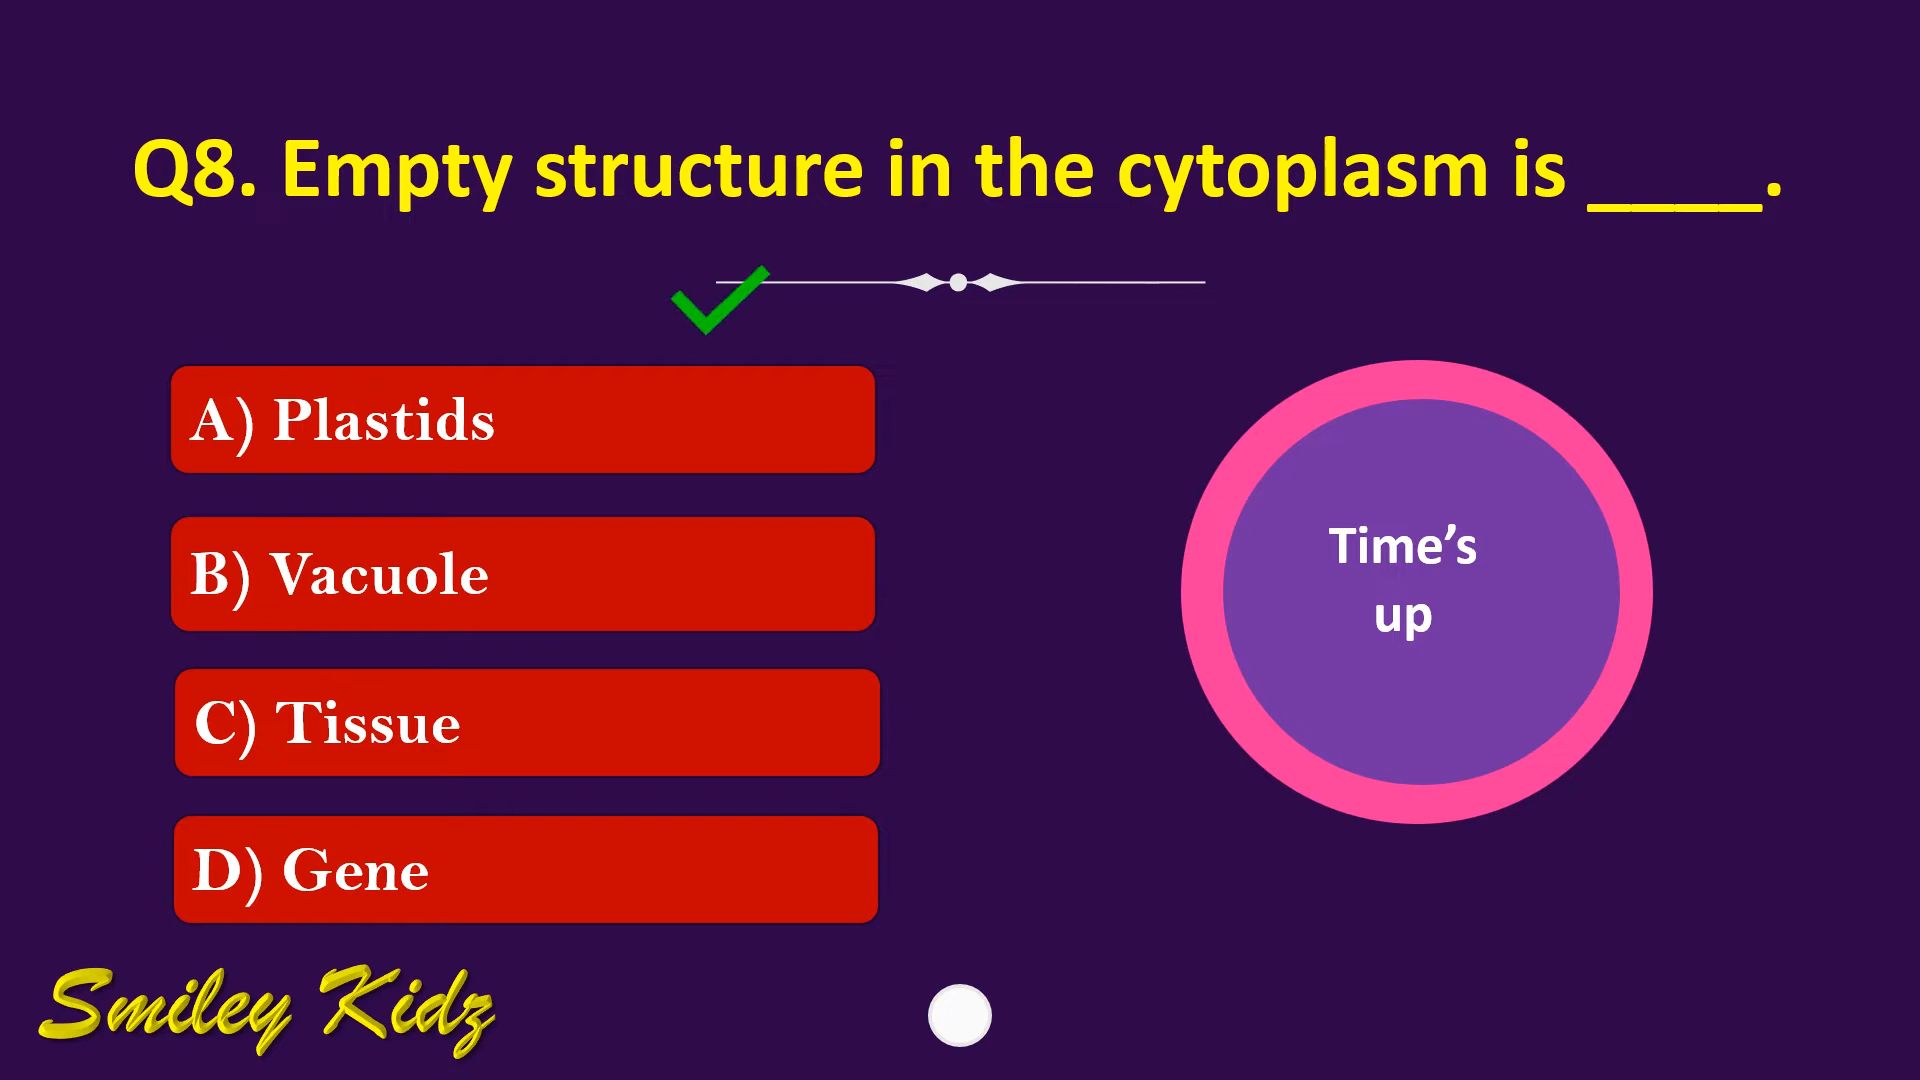 Q8. Empty structure in the cytoplasm is ____.
A) Plastids
B) Vacuole
C) Tissue
D) Gene
Time’s
up
Smiley Kidz